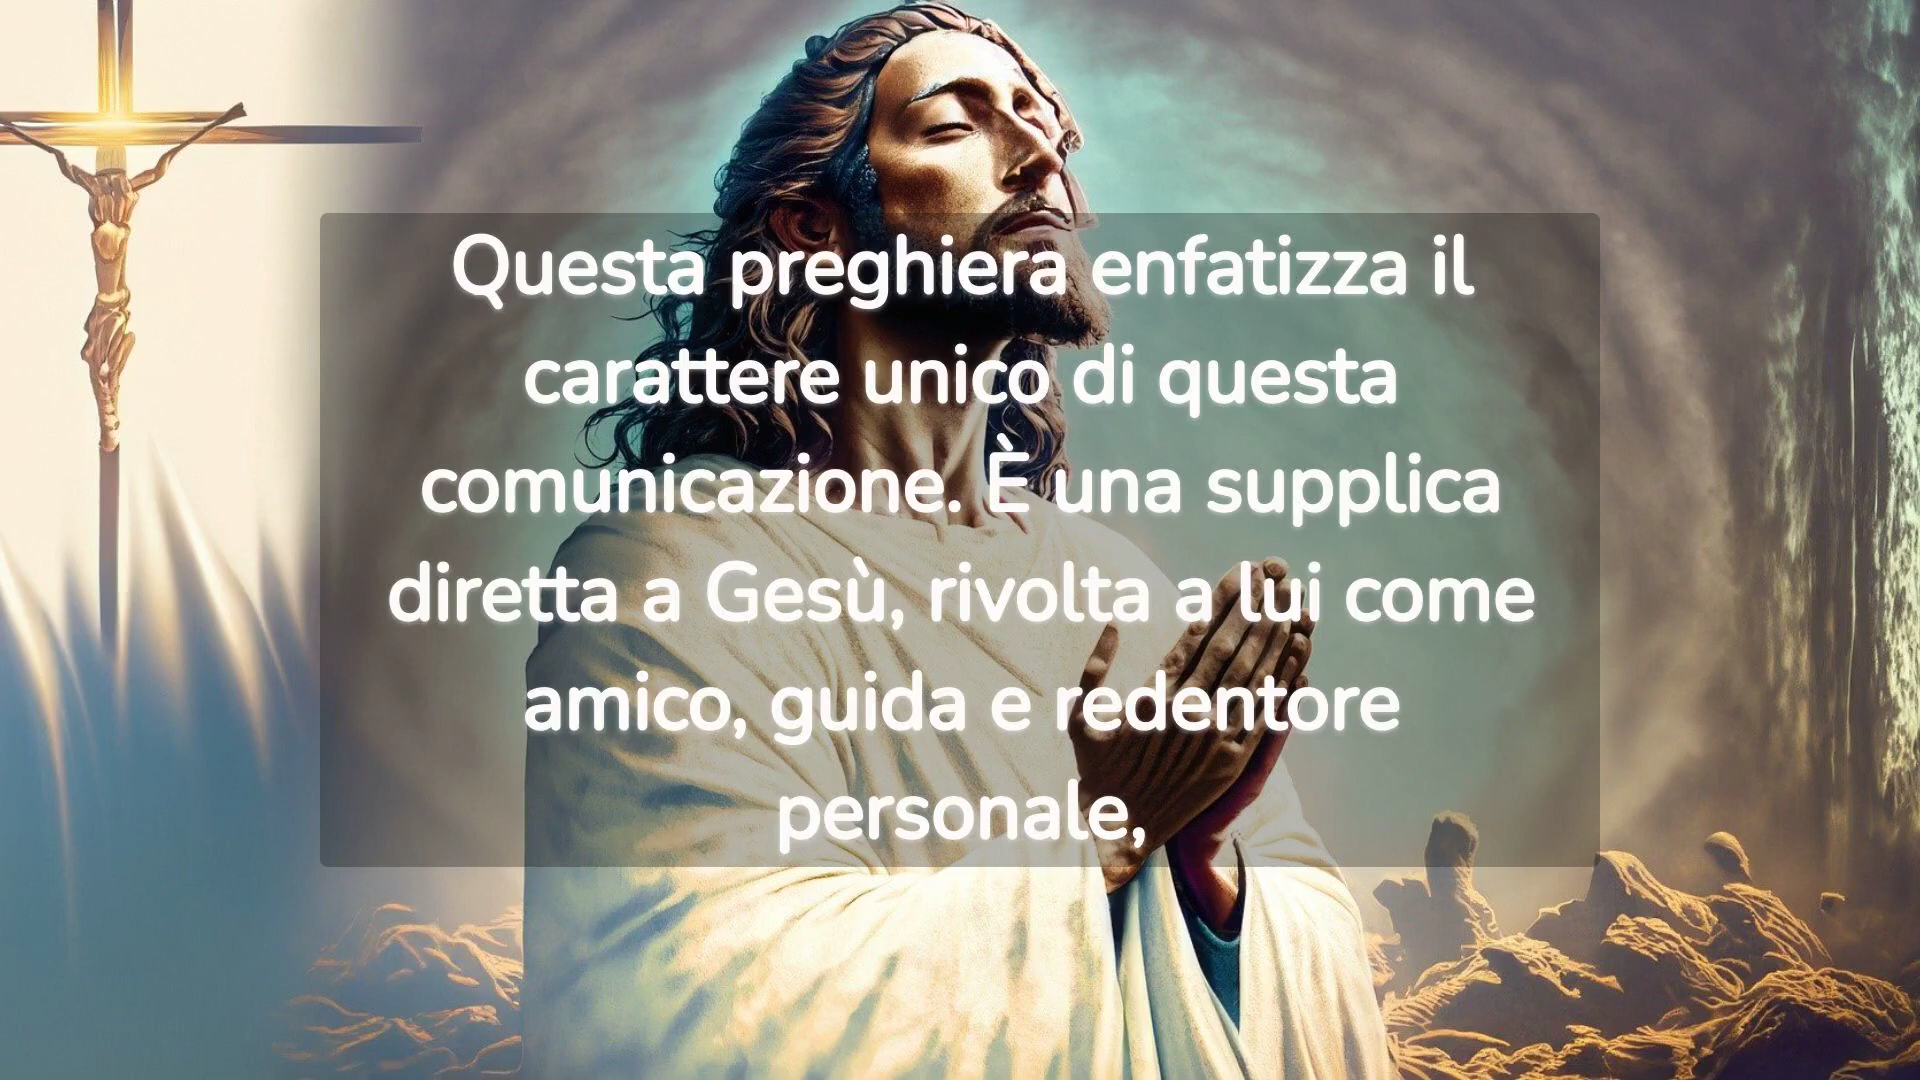 Questa preghiera enfatizza il
carattere unico di questa
comunicazione. È una supplica
diretta a Gesù, rivolta a lui come
amico, guida e redentore
personale,